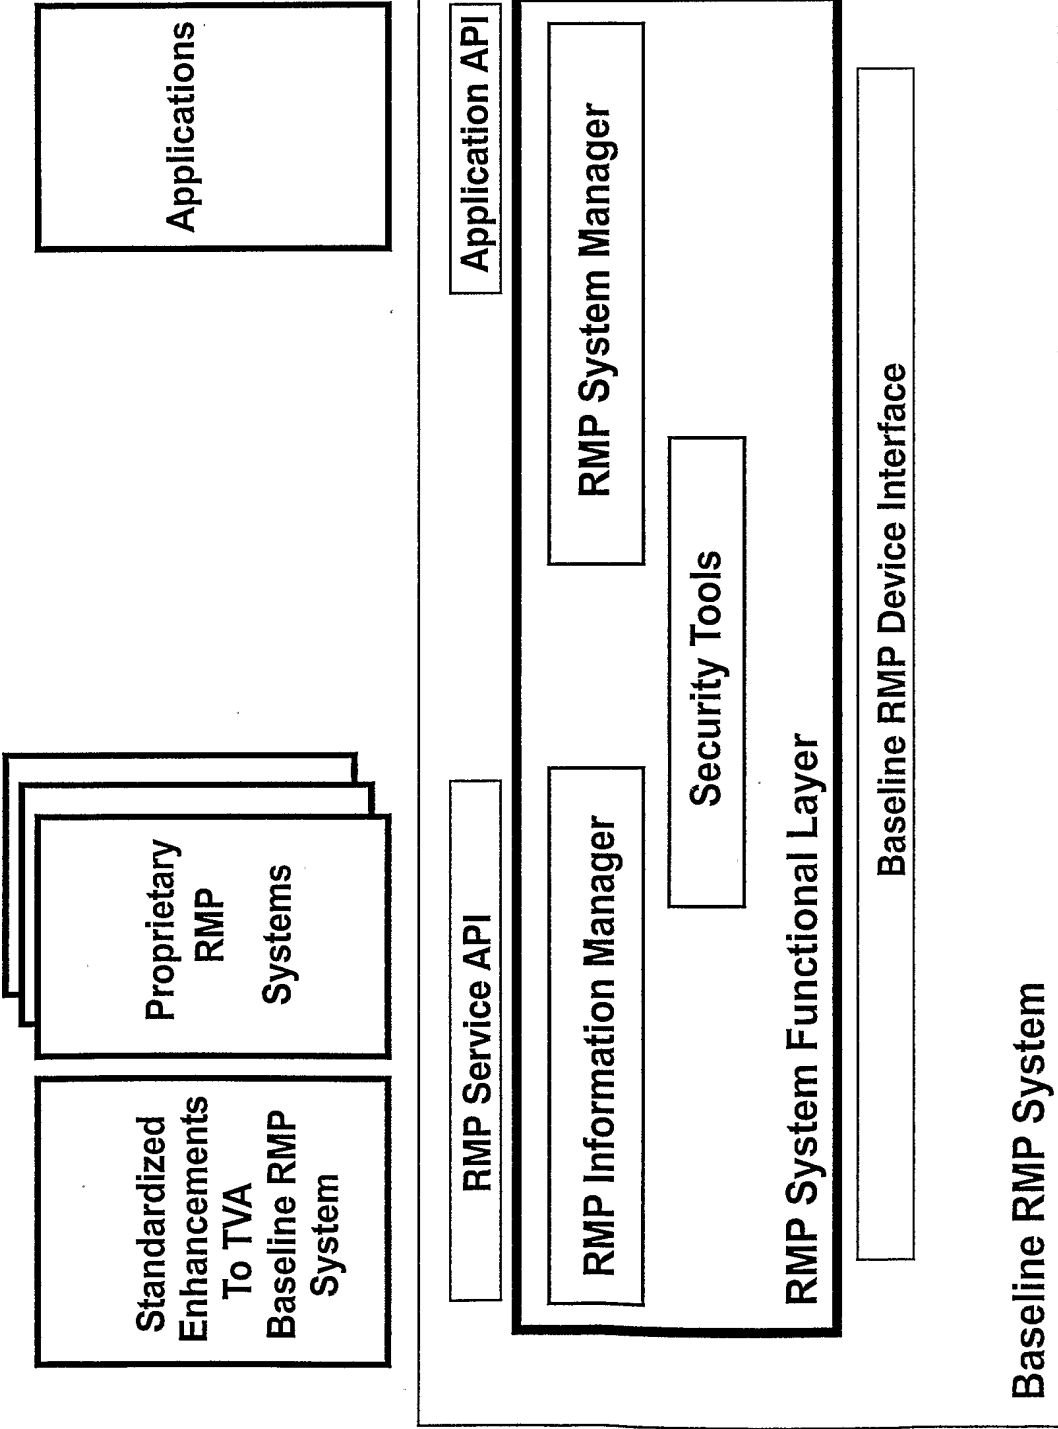 Standardized
Enhancements
To TVA
Baseline RMP
System
Proprietary
RMP
Systems
Applications
RMP Service API
Application API
RMP Information Manager
RMP System Manager
Security Tools
RMP System Functional Layer
Baseline RMP Device Interface
Baseline RMP System